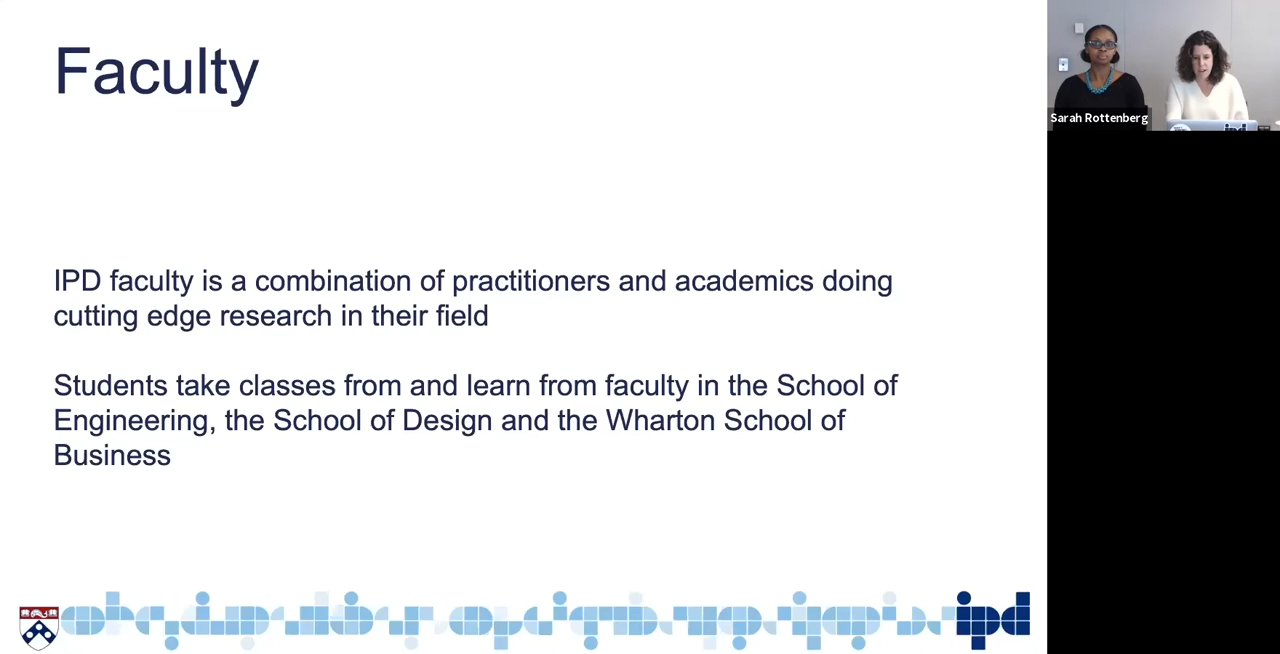 Faculty
IPD faculty is a combination of practitioners and academics doing
cutting edge research in their field
Students take classes from and learn from faculty in the School of
Engineering, the School of Design and the Wharton School of
Business
Sarah Rottenberg
ipd
ipd